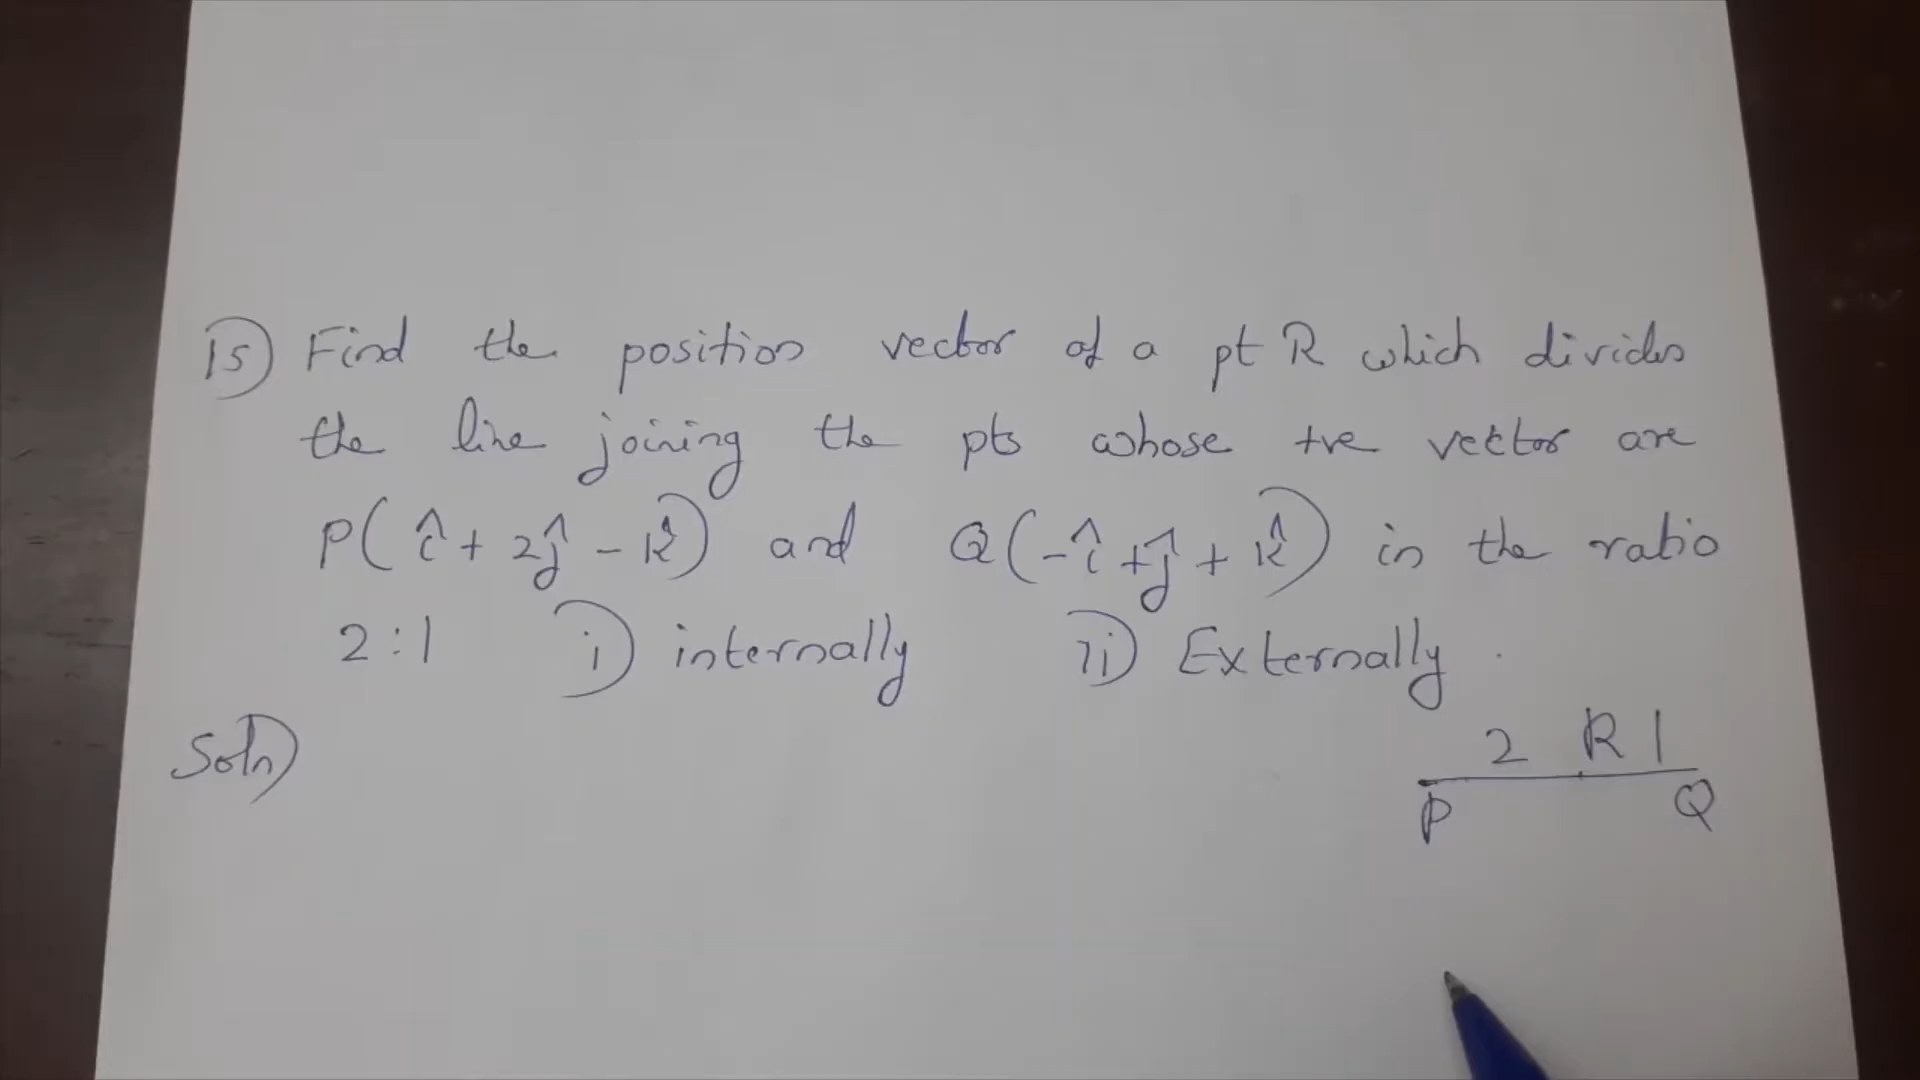 15) Find the position vector of a pt R which divides
the line joining the pts whose +ve vector are
P(î + 2ĵ - k̂) and Q(-î + ĵ + k̂) in the ratio
2:1 i) internally ii) Externally.
Soln)
2 R 1
P Q